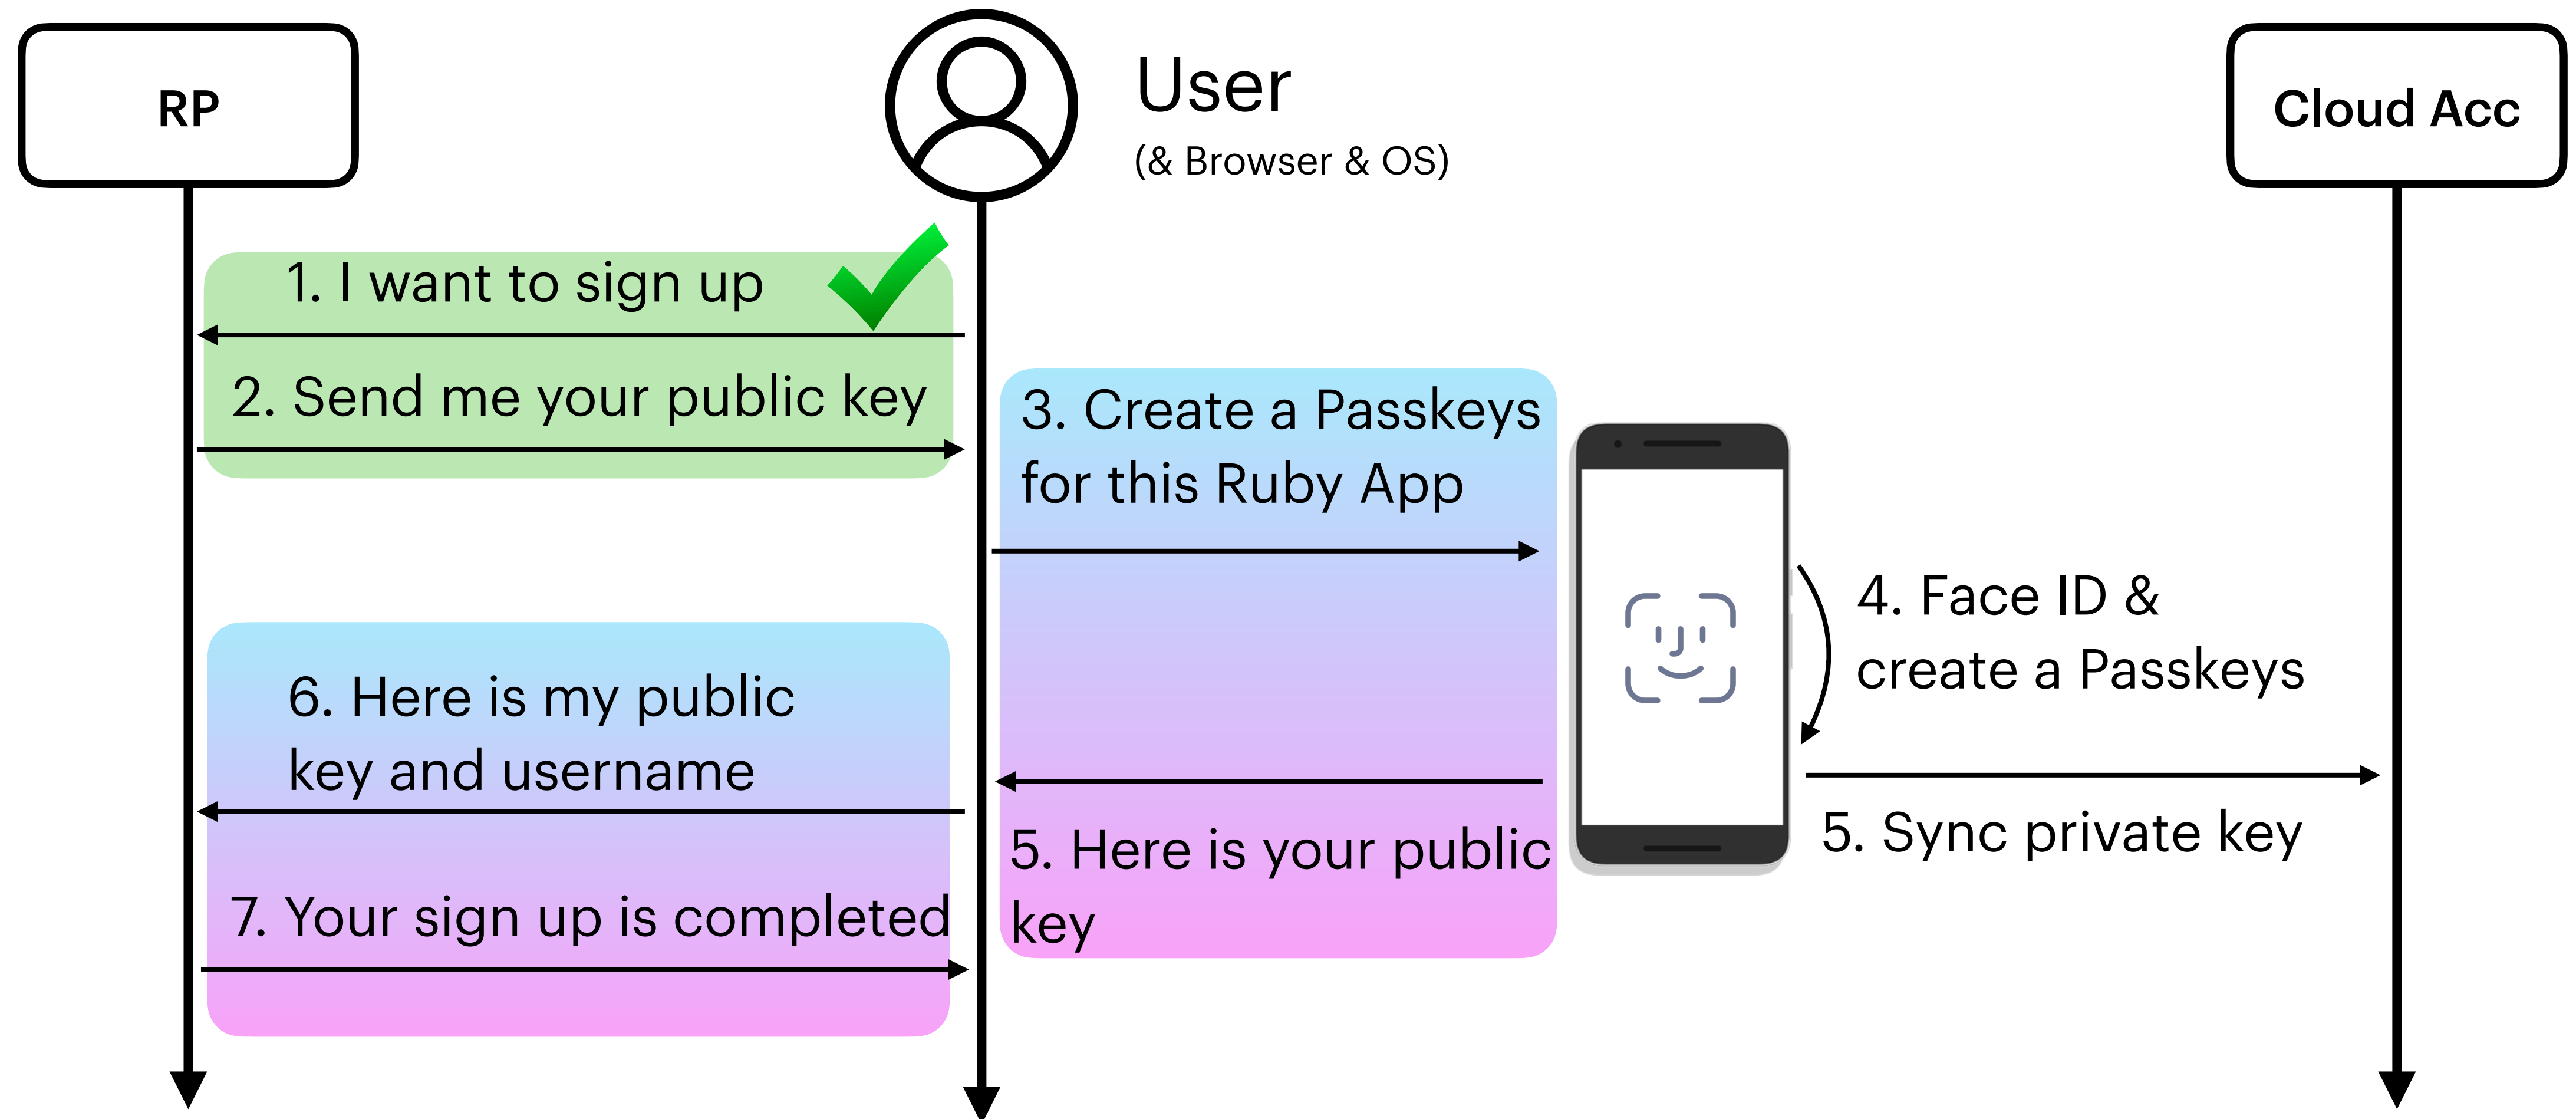 RP
User
(& Browser & OS)
Cloud Acc
1. I want to sign up
2. Send me your public key
3. Create a Passkeys
for this Ruby App
4. Face ID &
create a Passkeys
5. Sync private key
5. Here is your public
key
6. Here is my public
key and username
7. Your sign up is completed